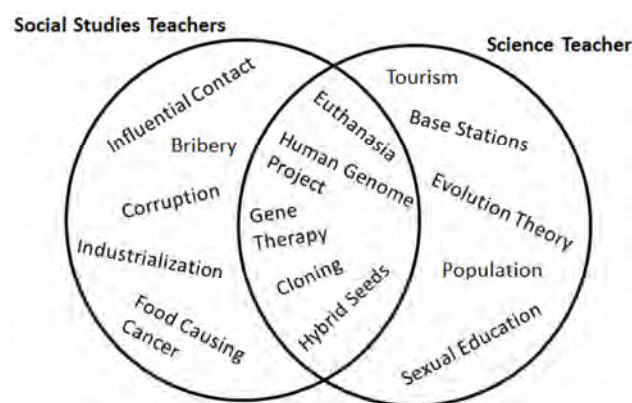 Social Studies Teachers
Science Teacher
Influential Contact
Bribery
Corruption
Industrialization
Food Causing
Cancer
Euthanasia
Human Genome
Project
Gene
Therapy
Cloning
Hybrid Seeds
Tourism
Base Stations
Evolution Theory
Population
Sexual Education